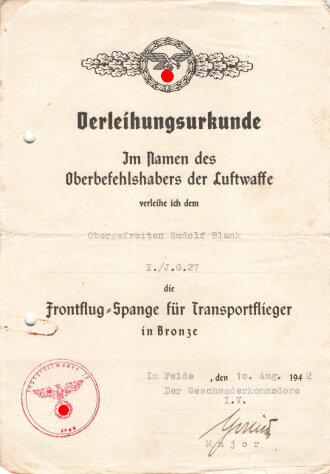 Verleihungsurkunde
Im Namen des
Oberbefehlshabers der Luftwaffe
verleihe ich dem
Obergefreiten Rudolf Blank
I./J.G.27
die
Frontflug-Spange für Transportflieger
in Bronze
Im Felde , den 10. Aug. 1942
Der Geschwaderkommodore
I.V.
Major